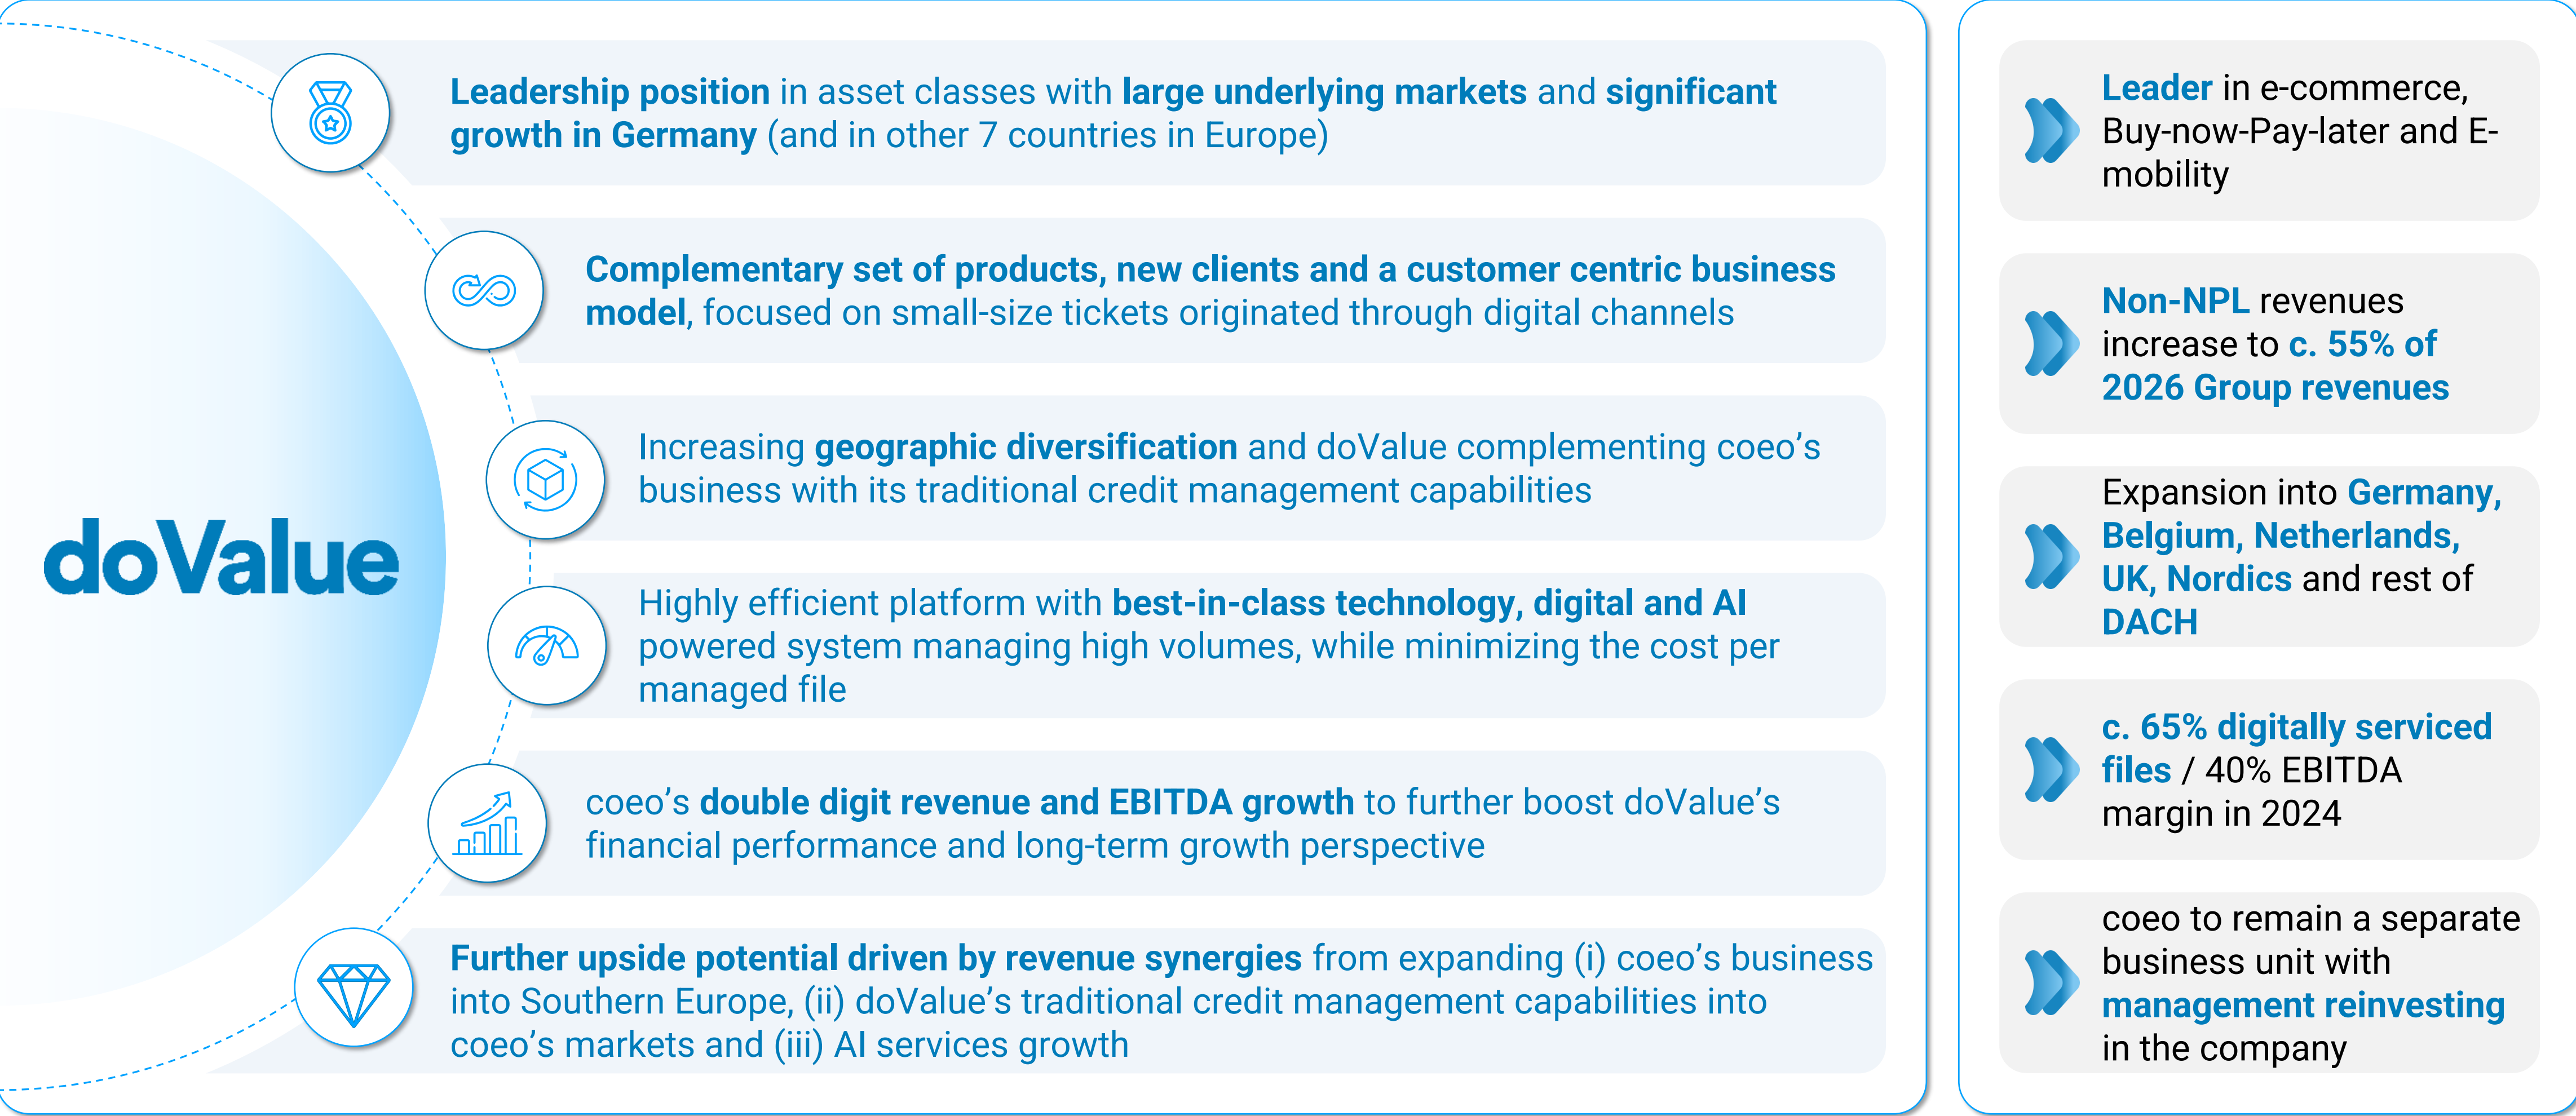 doValue
Leadership position in asset classes with large underlying markets and significant
growth in Germany (and in other 7 countries in Europe)
Complementary set of products, new clients and a customer centric business
model, focused on small-size tickets originated through digital channels
Increasing geographic diversification and doValue complementing coeo’s
business with its traditional credit management capabilities
Highly efficient platform with best-in-class technology, digital and AI
powered system managing high volumes, while minimizing the cost per
managed file
coeo’s double digit revenue and EBITDA growth to further boost doValue’s
financial performance and long-term growth perspective
Further upside potential driven by revenue synergies from expanding (i) coeo’s business
into Southern Europe, (ii) doValue’s traditional credit management capabilities into
coeo’s markets and (iii) AI services growth
Leader in e-commerce,
Buy-now-Pay-later and E-
mobility
Non-NPL revenues
increase to c. 55% of
2026 Group revenues
Expansion into Germany,
Belgium, Netherlands,
UK, Nordics and rest of
DACH
c. 65% digitally serviced
files / 40% EBITDA
margin in 2024
coeo to remain a separate
business unit with
management reinvesting
in the company